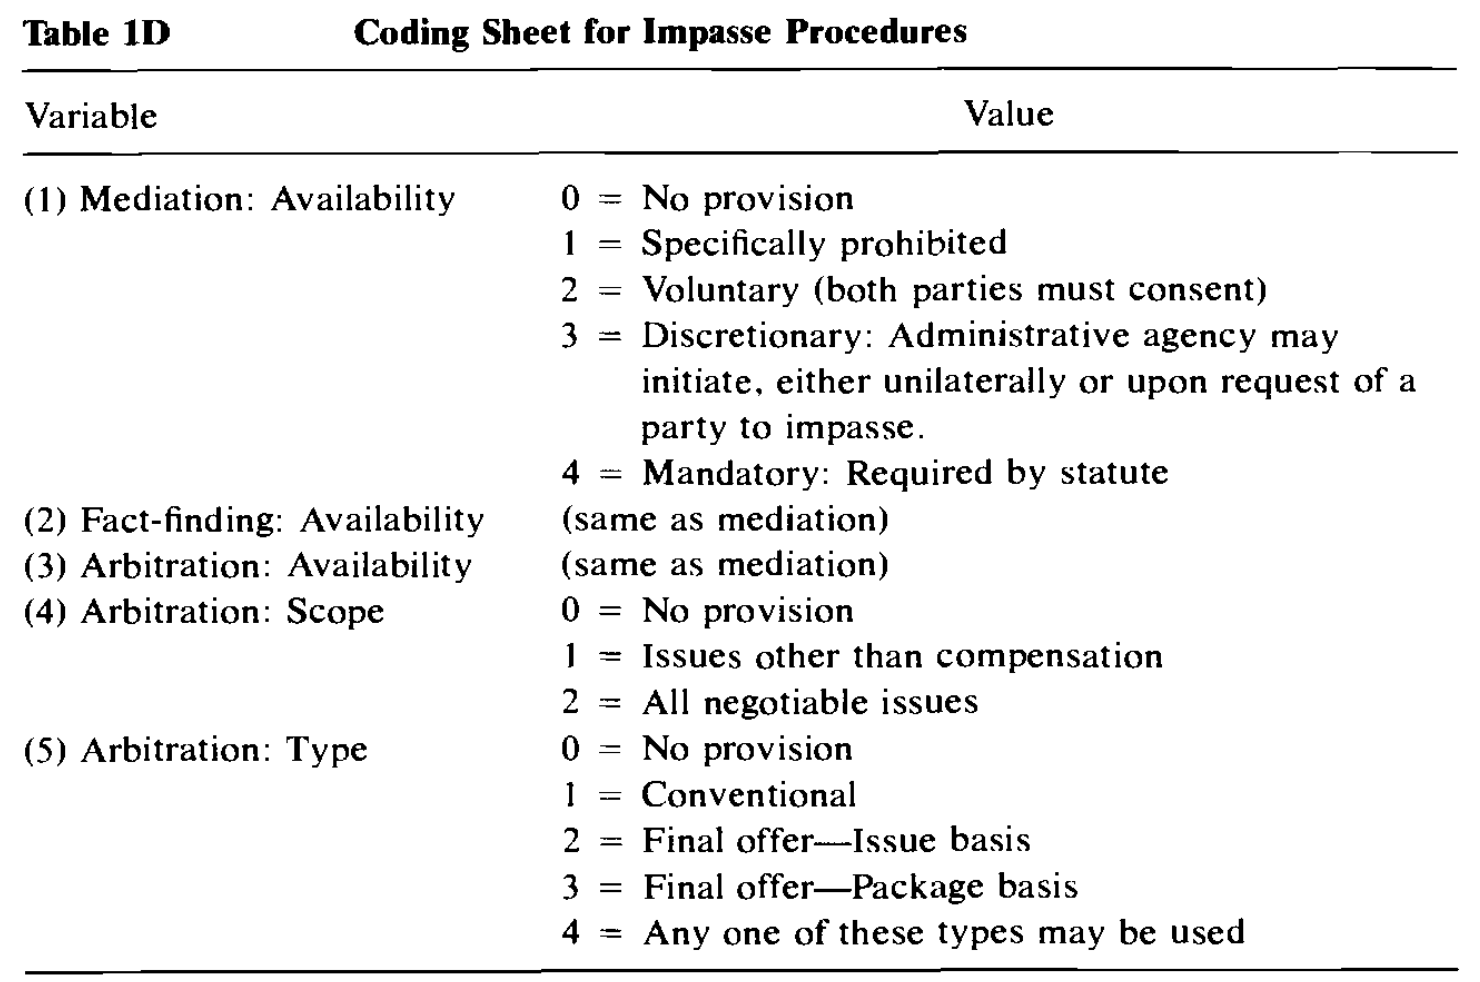 Table 1D Coding Sheet for Impasse Procedures
Variable Value
(1) Mediation: Availability 0 = No provision
1 = Specifically prohibited
2 = Voluntary (both parties must consent)
3 = Discretionary: Administrative agency may
initiate, either unilaterally or upon request of a
party to impasse.
4 = Mandatory: Required by statute
(2) Fact-finding: Availability (same as mediation)
(3) Arbitration: Availability (same as mediation)
(4) Arbitration: Scope 0 = No provision
1 = Issues other than compensation
2 = All negotiable issues
(5) Arbitration: Type 0 = No provision
1 = Conventional
2 = Final offer—Issue basis
3 = Final offer—Package basis
4 = Any one of these types may be used